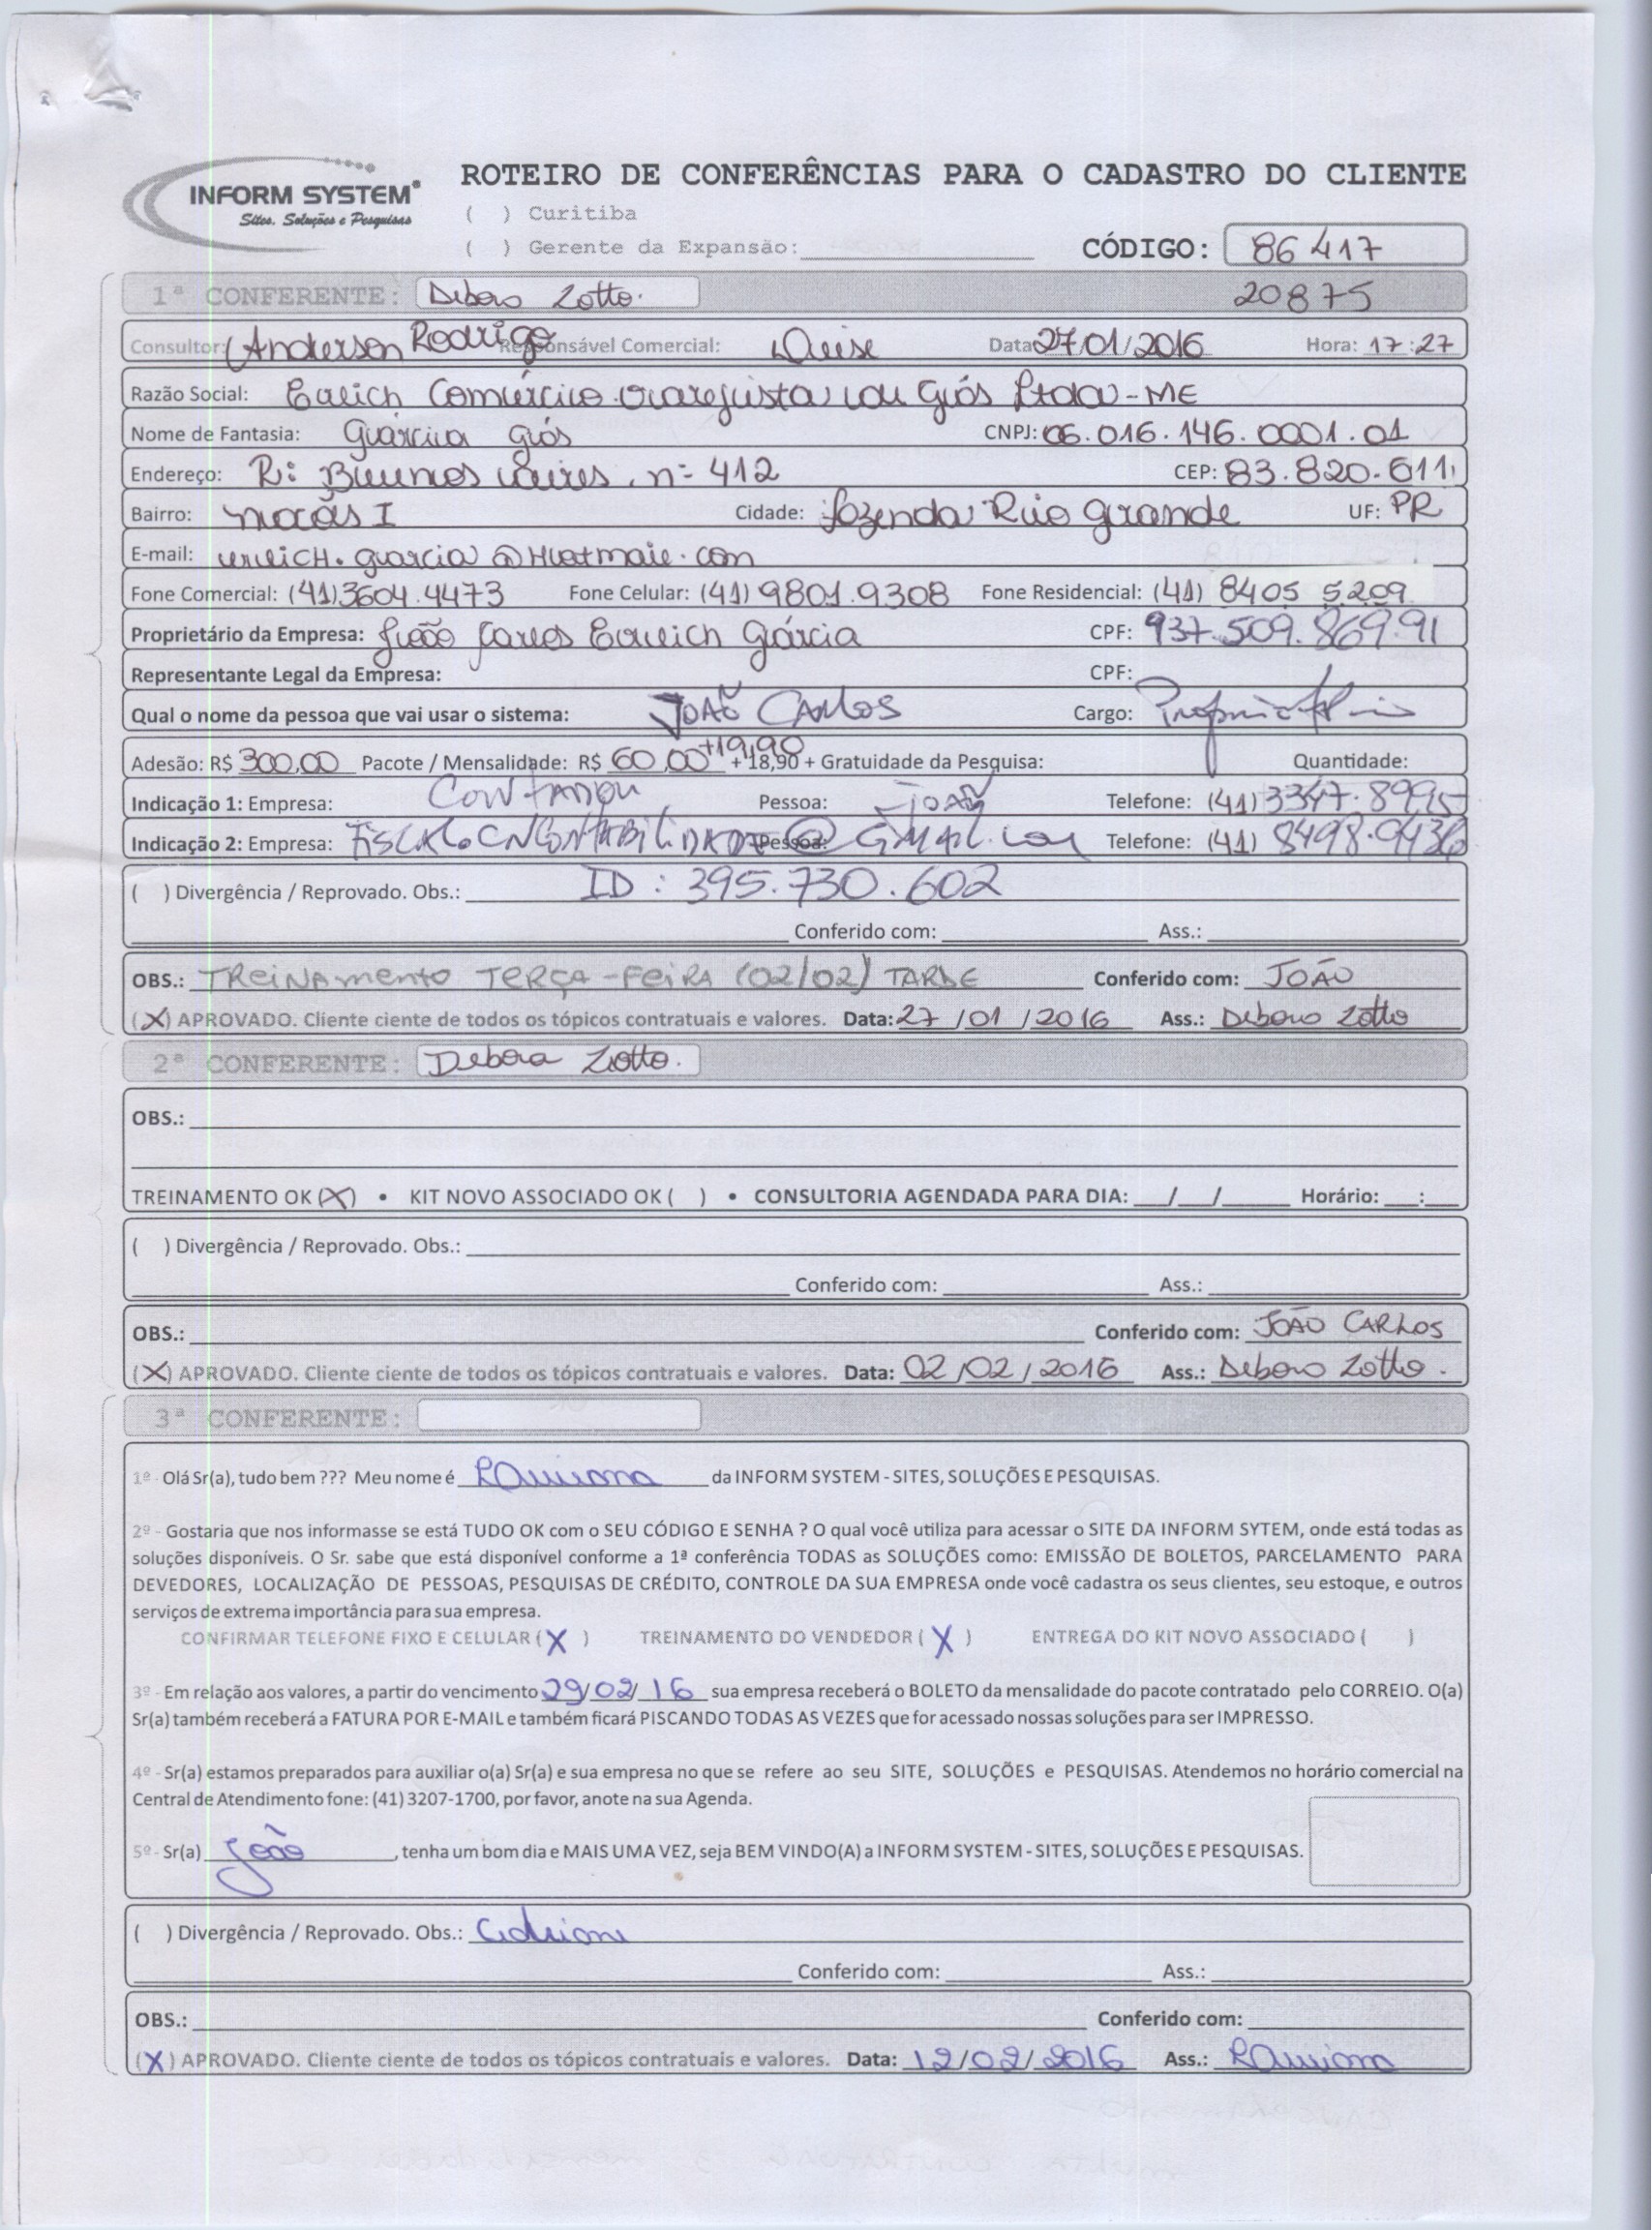 INFORM SYSTEM®
Sites, Soluções e Pesquisas
ROTEIRO DE CONFERÊNCIAS PARA O CADASTRO DO CLIENTE
( ) Curitiba
( ) Gerente da Expansão:
CÓDIGO: 86417
1ª CONFERENTE: Debora Zotto. 20875
Consultor: Anderson Rodrigo Responsável Comercial: Data 27/01/2016 Hora: 17:27
Razão Social: Comércio varejista de Gás Ltda-ME
Nome de Fantasia: Garcia Gás CNPJ: 06.016.146.0001.01
Endereço: R: Buenos Aires, nº 412 CEP: 83.820-611
Bairro: Nações I Cidade: Fazenda Rio Grande UF: PR
E-mail: @Hotmail.com
Fone Comercial: (41) 3604.4473 Fone Celular: (41) 9801.9308 Fone Residencial: (41) 8405 5209
Proprietário da Empresa: João Carlos Garcia CPF: 937.509.869.91
Representante Legal da Empresa: CPF:
Qual o nome da pessoa que vai usar o sistema: João Carlos Cargo: Proprietário
Adesão: R$ 300,00 Pacote / Mensalidade: R$ 60,00 +19,90 + 18,90 + Gratuidade da Pesquisa: Quantidade:
Indicação 1: Empresa: Contador Pessoa: João Telefone: (41) 3347.8995
Indicação 2: Empresa: Fiscal.CNContabilidade@Gmail.com Pessoa: Telefone: (41) 8498.9436
( ) Divergência / Reprovado. Obs.: ID: 395.730.602
Conferido com: Ass.:
OBS.: TReiNAmento TERÇA-FeiRA (02/02) TARDE Conferido com: JOÃO
(X) APROVADO. Cliente ciente de todos os tópicos contratuais e valores. Data: 27/01/2016 Ass.: Debora Zotto
2ª CONFERENTE: Debora Zotto.
OBS.:
TREINAMENTO OK (X) • KIT NOVO ASSOCIADO OK ( ) • CONSULTORIA AGENDADA PARA DIA: __/__/____ Horário: __:__
( ) Divergência / Reprovado. Obs.:
Conferido com: Ass.:
OBS.: Conferido com: JOÃO CARLOS
(X) APROVADO. Cliente ciente de todos os tópicos contratuais e valores. Data: 02/02/2016 Ass.: Debora Zotto.
3ª CONFERENTE:
1º - Olá Sr(a), tudo bem ??? Meu nome é da INFORM SYSTEM - SITES, SOLUÇÕES E PESQUISAS.
2º - Gostaria que nos informasse se está TUDO OK com o SEU CÓDIGO E SENHA ? O qual você utiliza para acessar o SITE DA INFORM SYTEM, onde está todas as
soluções disponíveis. O Sr. sabe que está disponível conforme a 1ª conferência TODAS as SOLUÇÕES como: EMISSÃO DE BOLETOS, PARCELAMENTO PARA
DEVEDORES, LOCALIZAÇÃO DE PESSOAS, PESQUISAS DE CRÉDITO, CONTROLE DA SUA EMPRESA onde você cadastra os seus clientes, seu estoque, e outros
serviços de extrema importância para sua empresa.
CONFIRMAR TELEFONE FIXO E CELULAR (X) TREINAMENTO DO VENDEDOR (X) ENTREGA DO KIT NOVO ASSOCIADO ( )
3º - Em relação aos valores, a partir do vencimento 29/02/16 sua empresa receberá o BOLETO da mensalidade do pacote contratado pelo CORREIO. O(a)
Sr(a) também receberá a FATURA POR E-MAIL e também ficará PISCANDO TODAS AS VEZES que for acessado nossas soluções para ser IMPRESSO.
4º - Sr(a) estamos preparados para auxiliar o(a) Sr(a) e sua empresa no que se refere ao seu SITE, SOLUÇÕES e PESQUISAS. Atendemos no horário comercial na
Central de Atendimento fone: (41) 3207-1700, por favor, anote na sua Agenda.
5º - Sr(a) João, tenha um bom dia e MAIS UMA VEZ, seja BEM VINDO(A) a INFORM SYSTEM - SITES, SOLUÇÕES E PESQUISAS.
( ) Divergência / Reprovado. Obs.:
Conferido com: Ass.:
OBS.: Conferido com:
(X) APROVADO. Cliente ciente de todos os tópicos contratuais e valores. Data: 12/02/2016 Ass.: